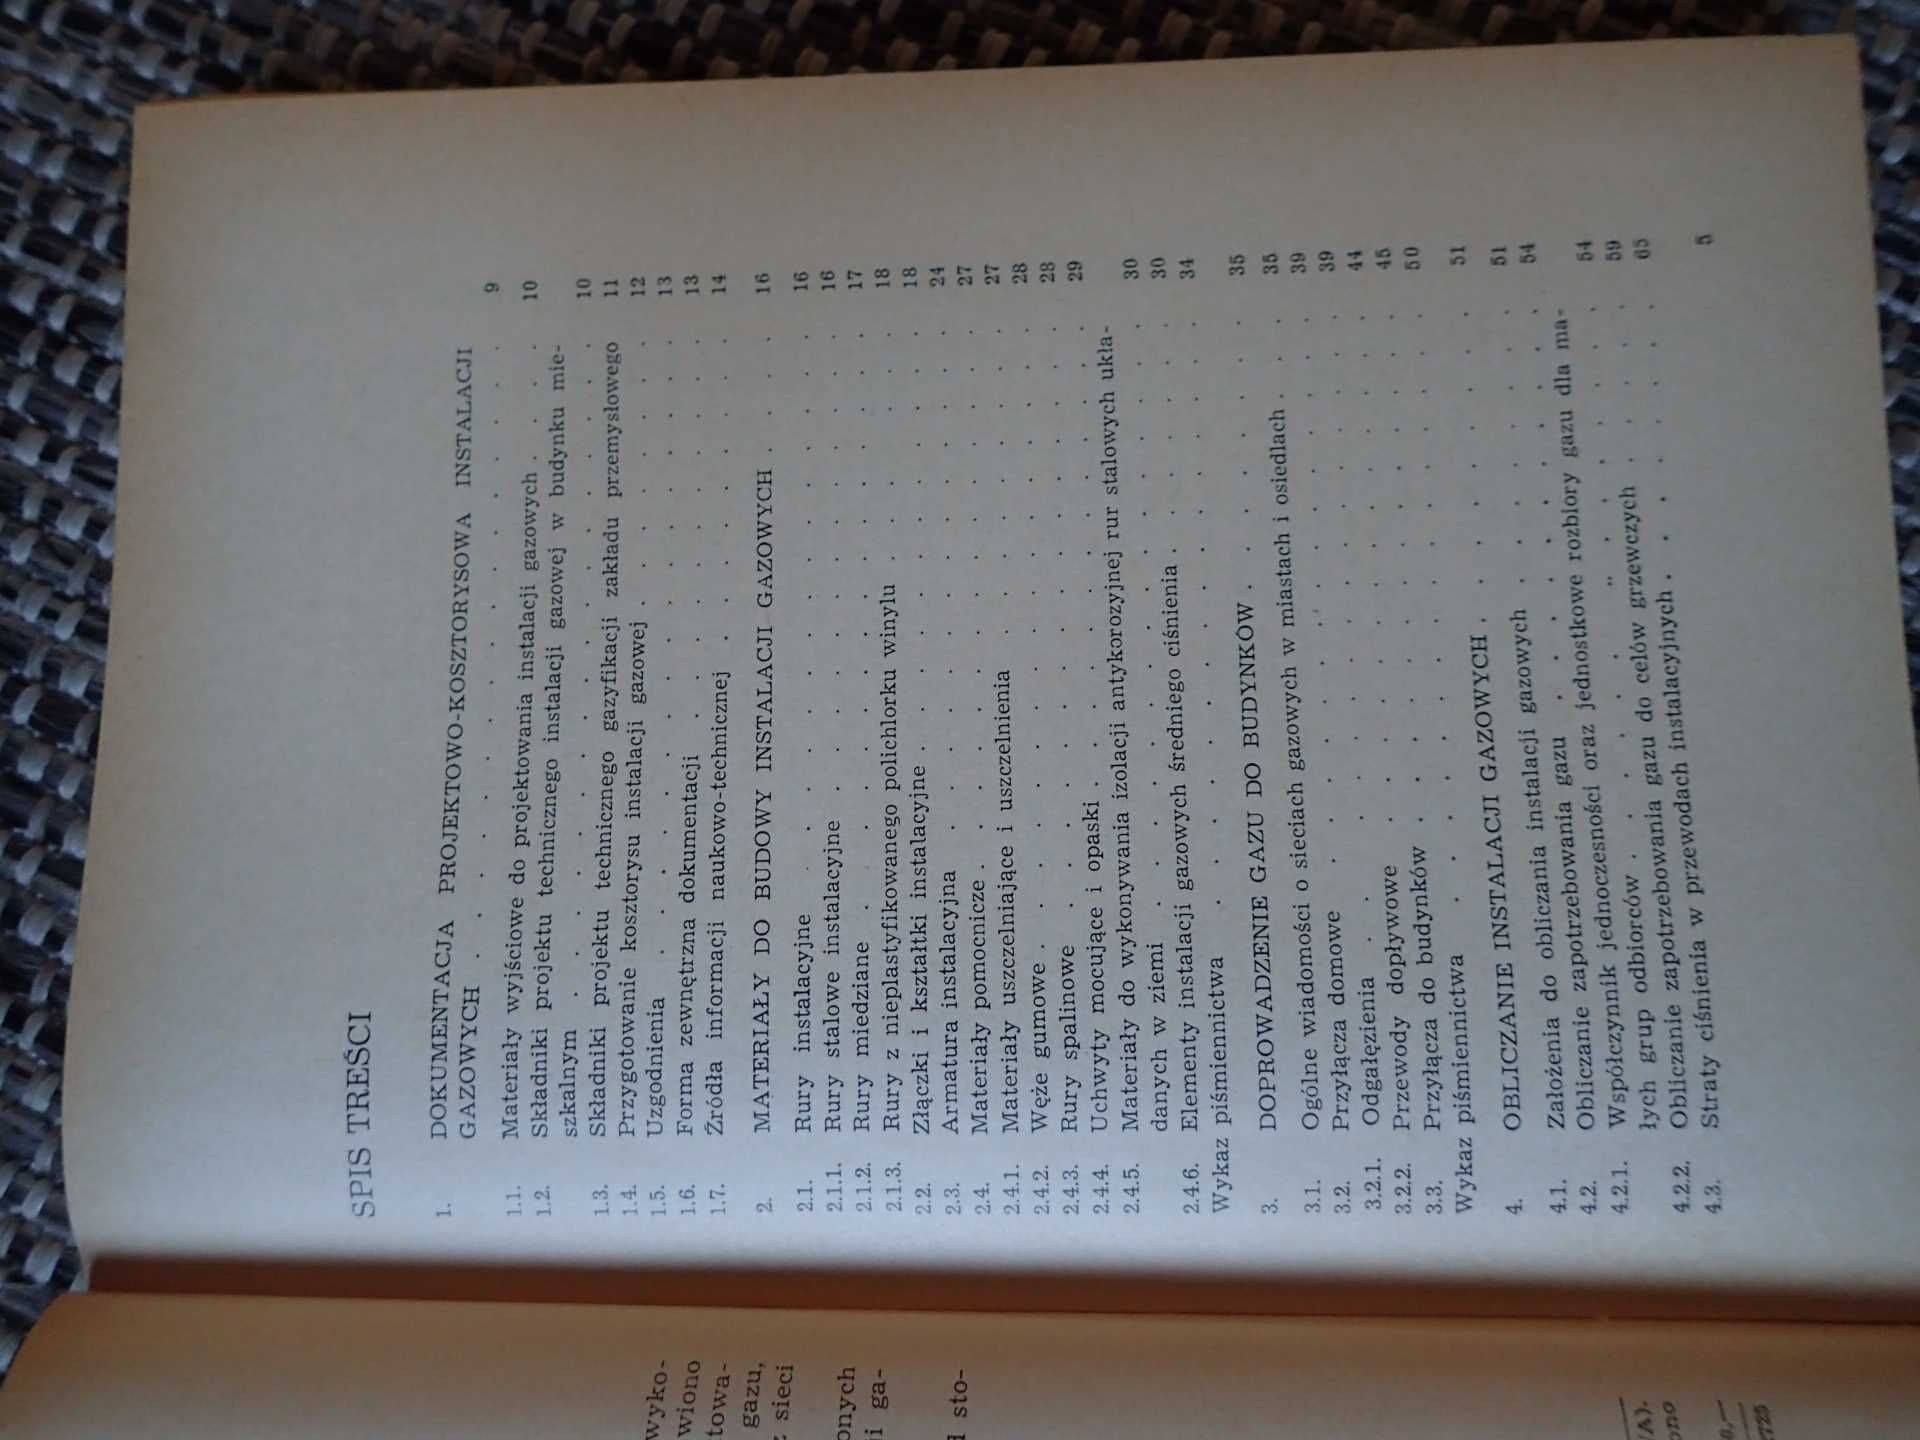 wyko-
wiono
towa-
gazu,
z sieci
onych
i ga-
i sto-
/A).
ono
0,—
725
SPIS TREŚCI
1. DOKUMENTACJA PROJEKTOWO-KOSZTORYSOWA INSTALACJI
GAZOWYCH . . . . . . . . . . . 9
1.1. Materiały wyjściowe do projektowania instalacji gazowych . . . . 10
1.2. Składniki projektu technicznego instalacji gazowej w budynku mie-
szkalnym . . . . . . . . . . . 10
1.3. Składniki projektu technicznego gazyfikacji zakładu przemysłowego 11
1.4. Przygotowanie kosztorysu instalacji gazowej . . . . . . . 12
1.5. Uzgodnienia . . . . . . . . . . . 13
1.6. Forma zewnętrzna dokumentacji . . . . . . . . . 13
1.7. Źródła informacji naukowo-technicznej . . . . . . . . 14
2. MATERIAŁY DO BUDOWY INSTALACJI GAZOWYCH . . . . 16
2.1. Rury instalacyjne . . . . . . . . . . . 16
2.1.1. Rury stalowe instalacyjne . . . . . . . . . . 16
2.1.2. Rury miedziane . . . . . . . . . . . 17
2.1.3. Rury z nieplastyfikowanego polichlorku winylu . . . . . . 18
2.2. Złączki i kształtki instalacyjne . . . . . . . . . 18
2.3. Armatura instalacyjna . . . . . . . . . . 24
2.4. Materiały pomocnicze . . . . . . . . . . . 27
2.4.1. Materiały uszczelniające i uszczelnienia . . . . . . . 27
2.4.2. Węże gumowe . . . . . . . . . . . 28
2.4.3. Rury spalinowe . . . . . . . . . . . 28
2.4.4. Uchwyty mocujące i opaski . . . . . . . . . . 29
2.4.5. Materiały do wykonywania izolacji antykorozyjnej rur stalowych ukła-
danych w ziemi . . . . . . . . . . . 30
2.4.6. Elementy instalacji gazowych średniego ciśnienia . . . . . . 30
Wykaz piśmiennictwa . . . . . . . . . . . 34
3. DOPROWADZENIE GAZU DO BUDYNKÓW . . . . . . 35
3.1. Ogólne wiadomości o sieciach gazowych w miastach i osiedlach . . . 35
3.2. Przyłącza domowe . . . . . . . . . . . 39
3.2.1. Odgałęzienia . . . . . . . . . . . 39
3.2.2. Przewody dopływowe . . . . . . . . . . 44
3.3. Przyłącza do budynków . . . . . . . . . . 45
Wykaz piśmiennictwa . . . . . . . . . . . 50
4. OBLICZANIE INSTALACJI GAZOWYCH . . . . . . . 51
4.1. Założenia do obliczania instalacji gazowych . . . . . . . 51
4.2. Obliczanie zapotrzebowania gazu . . . . . . . . . 54
4.2.1. Współczynnik jednoczesności oraz jednostkowe rozbiory gazu dla ma-
łych grup odbiorców . . . . . . . . . . . 54
4.2.2. Obliczanie zapotrzebowania gazu do celów grzewczych . . . . . 59
4.3. Straty ciśnienia w przewodach instalacyjnych . . . . . . . 65
5